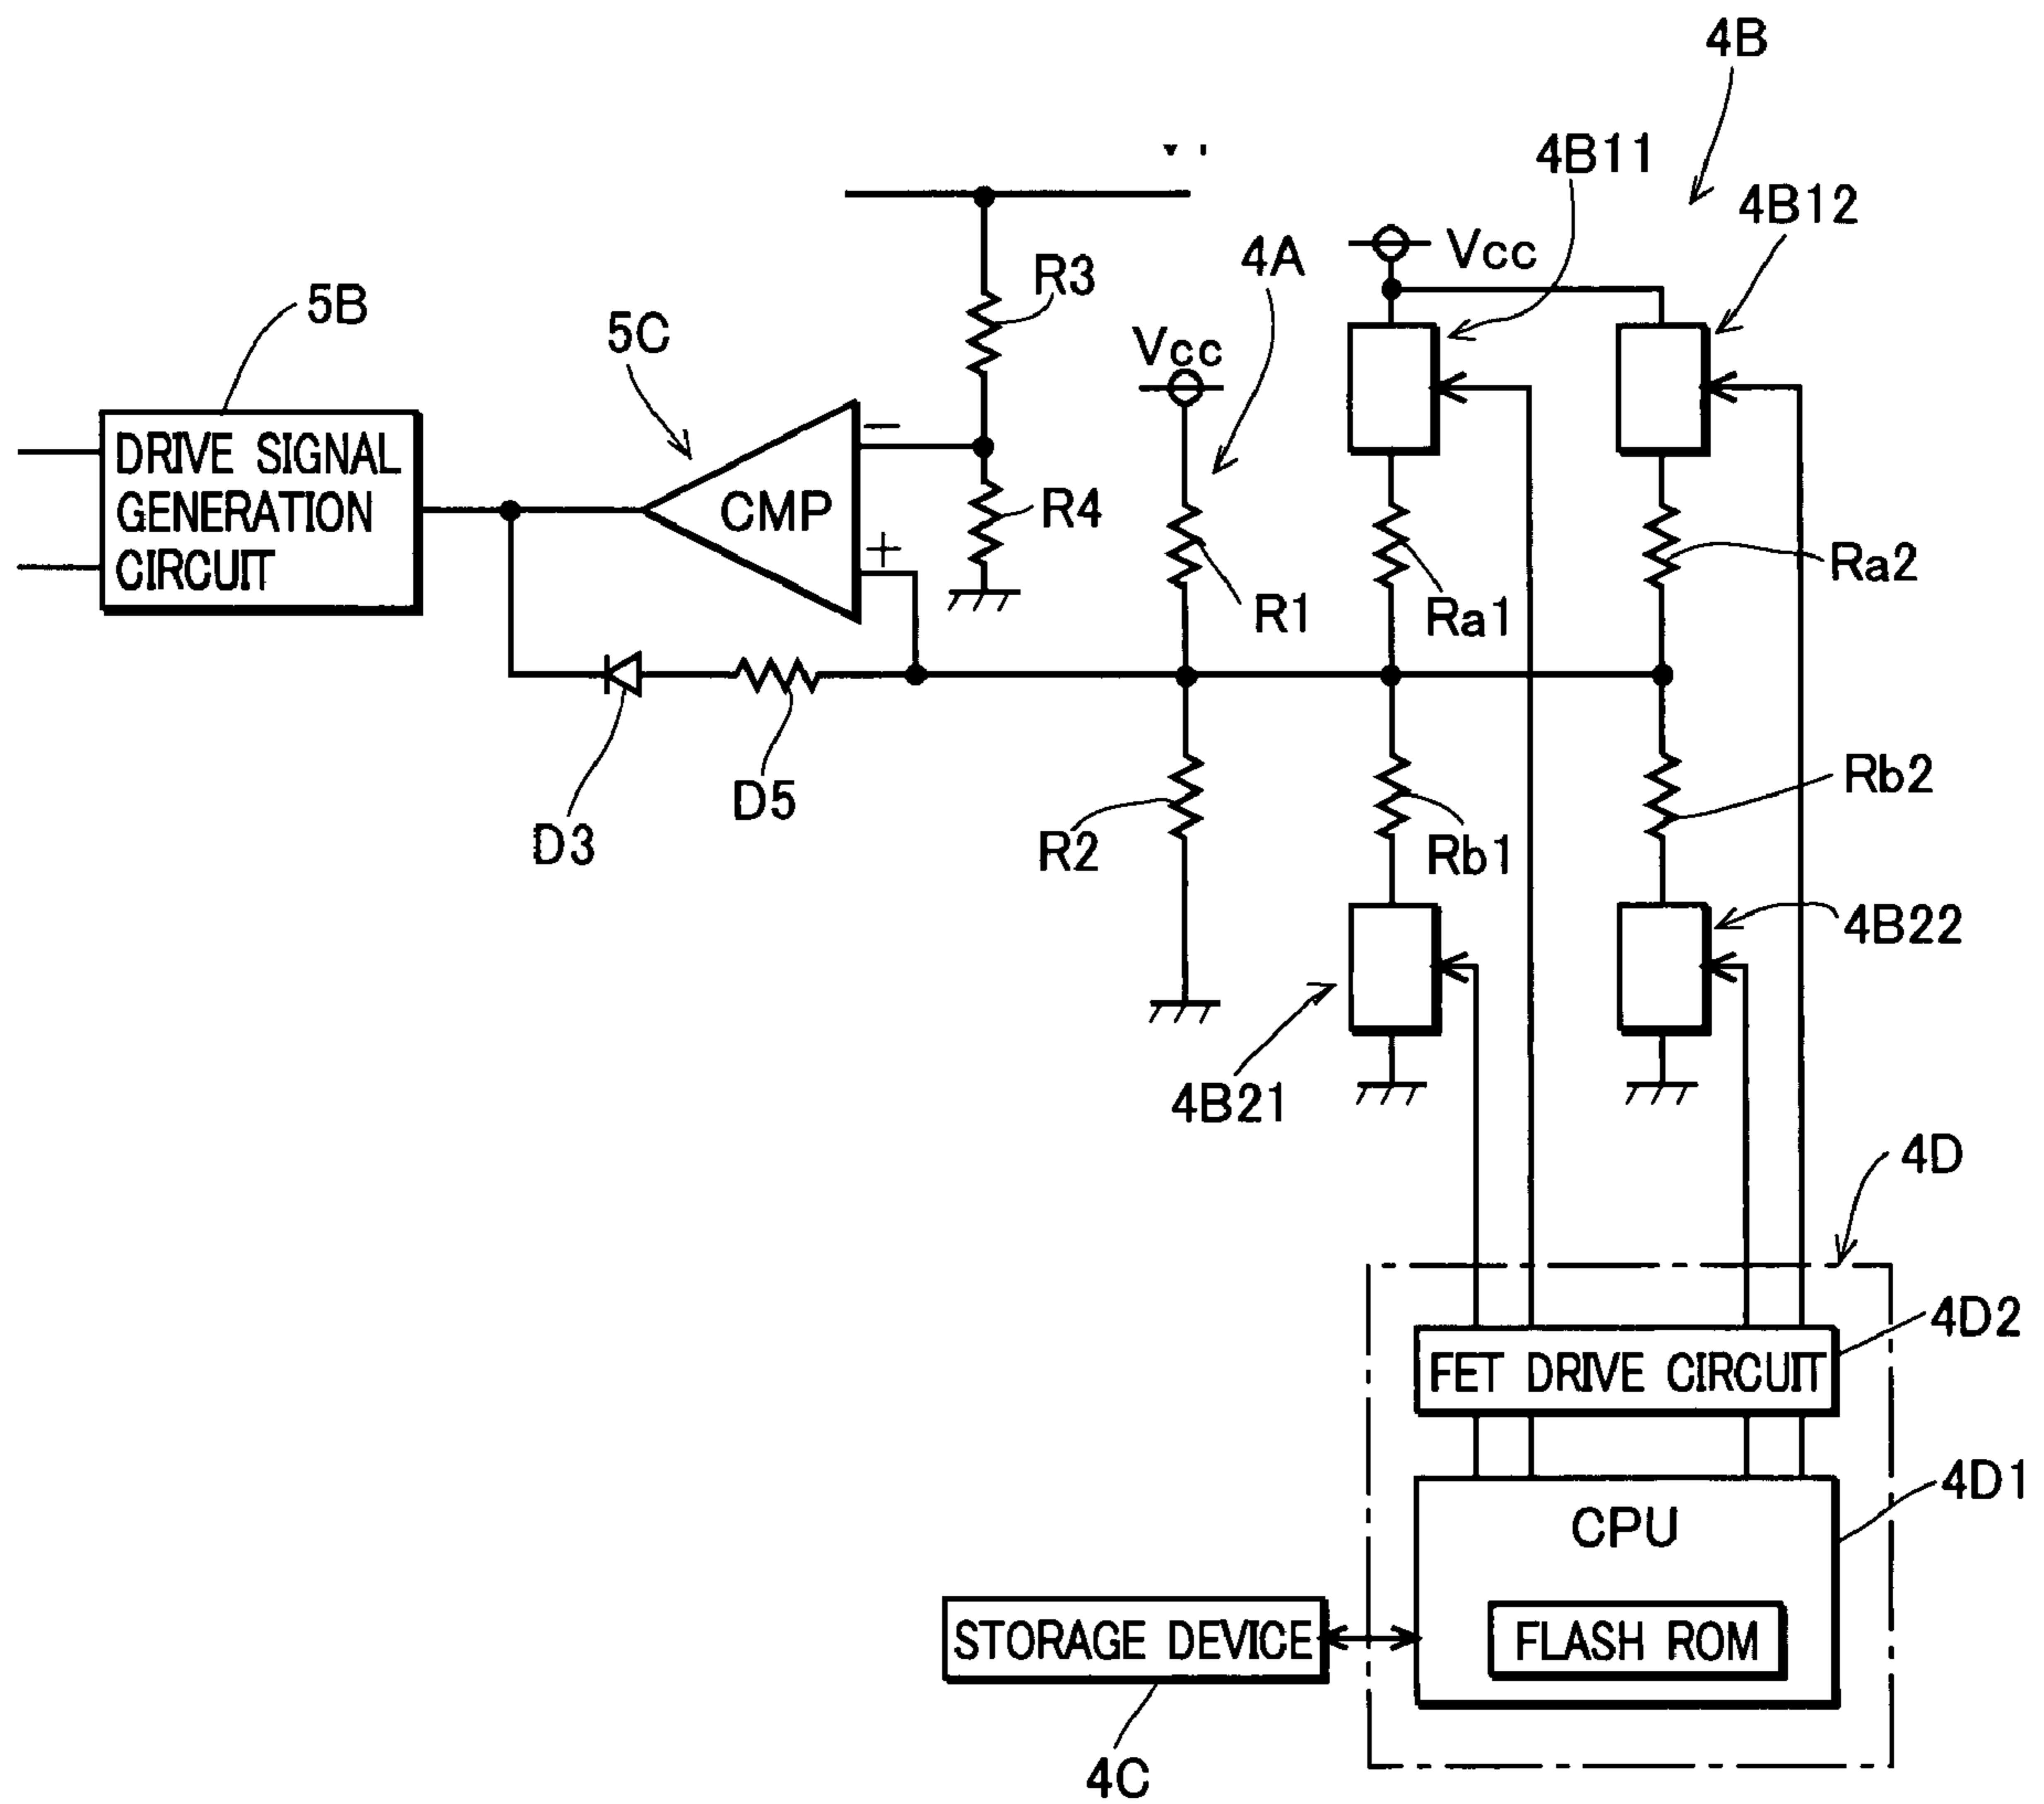 4B
4B11
4B12
Vcc
4A
R3
5B
5C
Vcc
DRIVE SIGNAL
GENERATION
CIRCUIT
CMP
−
+
R4
R1
Ra1
Ra2
D3
D5
R2
Rb1
Rb2
4B22
4B21
4D
4D2
FET DRIVE CIRCUIT
4D1
CPU
STORAGE DEVICE
FLASH ROM
4C